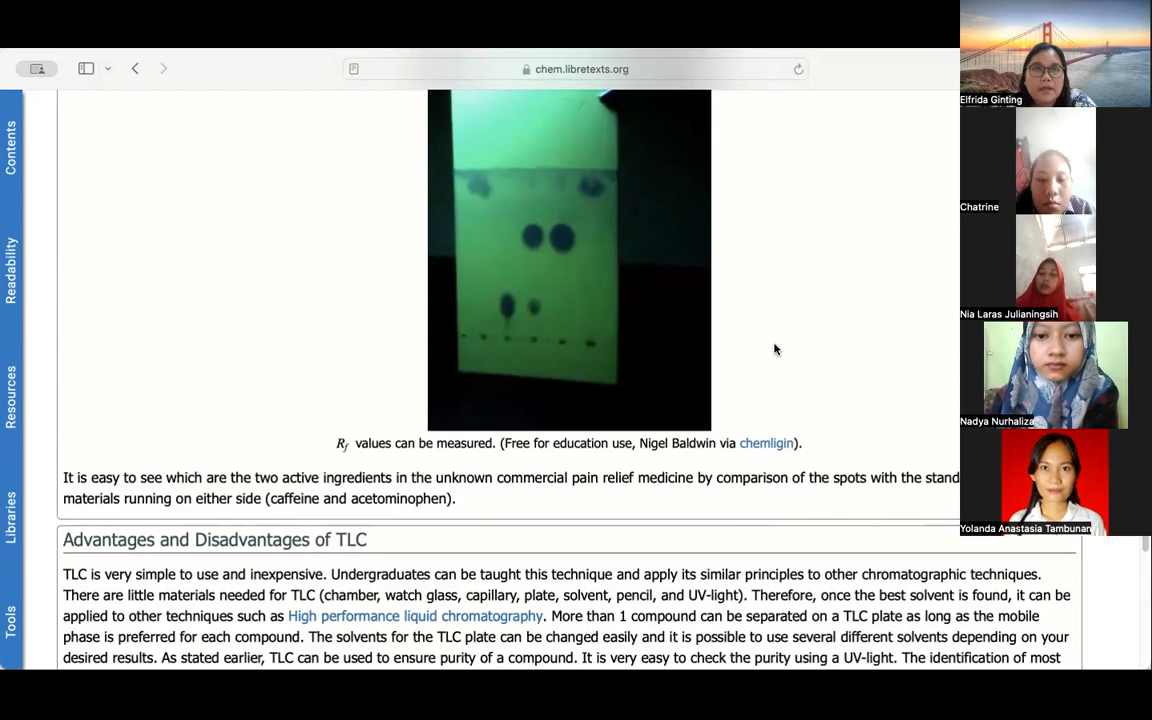 chem.libretexts.org
Contents
Readability
Resources
Libraries
Tools
Rf values can be measured. (Free for education use, Nigel Baldwin via chemligin).
It is easy to see which are the two active ingredients in the unknown commercial pain relief medicine by comparison of the spots with the stand
materials running on either side (caffeine and acetominophen).
Advantages and Disadvantages of TLC
TLC is very simple to use and inexpensive. Undergraduates can be taught this technique and apply its similar principles to other chromatographic techniques.
There are little materials needed for TLC (chamber, watch glass, capillary, plate, solvent, pencil, and UV-light). Therefore, once the best solvent is found, it can be
applied to other techniques such as High performance liquid chromatography. More than 1 compound can be separated on a TLC plate as long as the mobile
phase is preferred for each compound. The solvents for the TLC plate can be changed easily and it is possible to use several different solvents depending on your
desired results. As stated earlier, TLC can be used to ensure purity of a compound. It is very easy to check the purity using a UV-light. The identification of most
Elfrida Ginting
Chatrine
Nia Laras Julianingsih
Nadya Nurhaliza
Yolanda Anastasia Tambunan